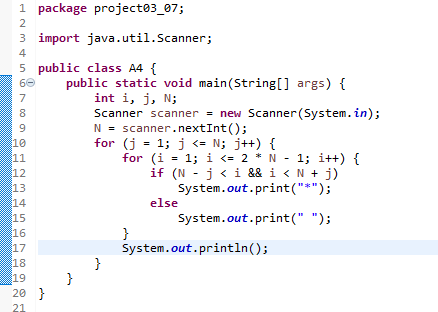 1 package project03_07;
2
3 import java.util.Scanner;
4
5 public class A4 {
6 public static void main(String[] args) {
7 int i, j, N;
8 Scanner scanner = new Scanner(System.in);
9 N = scanner.nextInt();
10 for (j = 1; j <= N; j++) {
11 for (i = 1; i <= 2 * N - 1; i++) {
12 if (N - j < i && i < N + j)
13 System.out.print("*");
14 else
15 System.out.print(" ");
16 }
17 System.out.println();
18 }
19 }
20 }
21